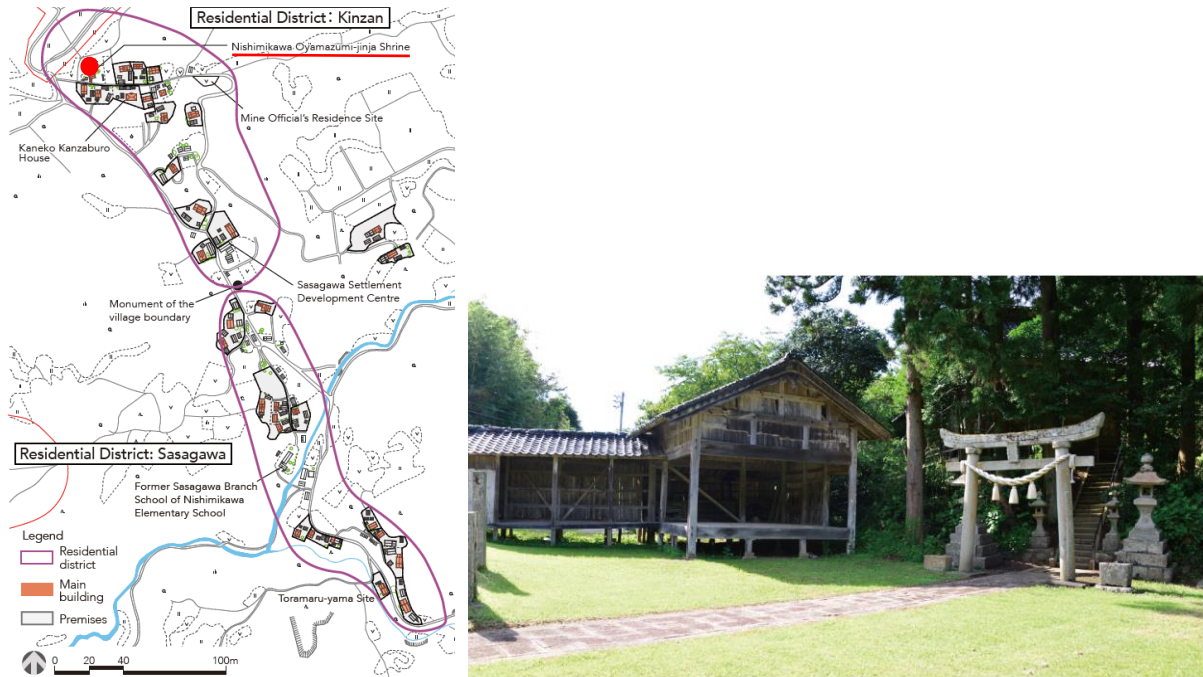 Residential District: Kinzan
Nishimikawa Oyamazumi-jinja Shrine
Mine Official's Residence Site
Kaneko Kanzaburo
House
Sasagawa Settlement
Development Centre
Monument of the
village boundary
Residential District: Sasagawa
Former Sasagawa Branch
School of Nishimikawa
Elementary School
Toramaru-yama Site
Legend
Residential
district
Main
building
Premises
0 20 40 100m